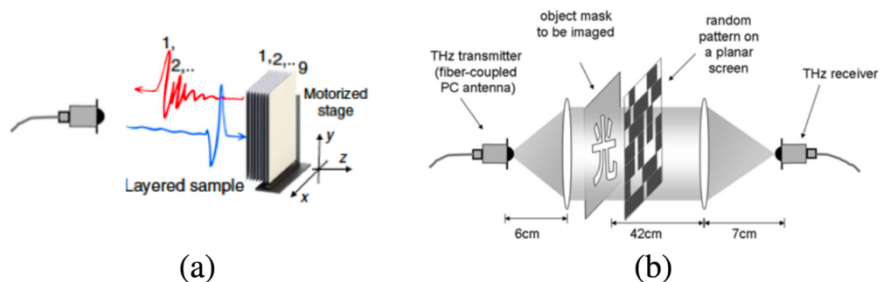 1,
2,..
1,2,..
9
Motorized
stage
y
z
x
Layered sample
(a)
object mask
to be imaged
random
pattern on
a planar
screen
THz transmitter
(fiber-coupled
PC antenna)
THz receiver
光
6cm
42cm
7cm
(b)